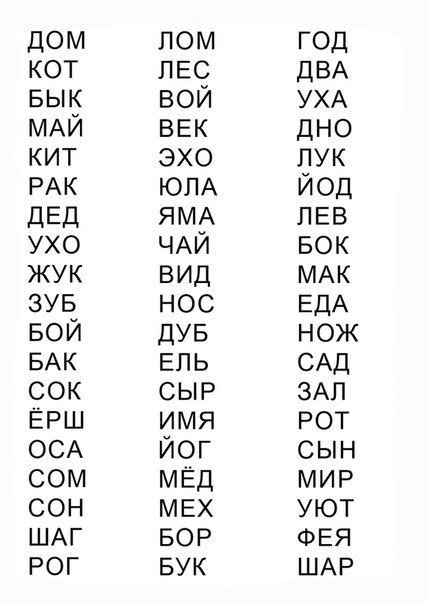 ДОМ ЛОМ ГОД
КОТ ЛЕС ДВА
БЫК ВОЙ УХА
МАЙ ВЕК ДНО
КИТ ЭХО ЛУК
РАК ЮЛА ЙОД
ДЕД ЯМА ЛЕВ
УХО ЧАЙ БОК
ЖУК ВИД МАК
ЗУБ НОС ЕДА
БОЙ ДУБ НОЖ
БАК ЕЛЬ САД
СОК СЫР ЗАЛ
ЁРШ ИМЯ РОТ
ОСА ЙОГ СЫН
СОМ МЁД МИР
СОН МЕХ УЮТ
ШАГ БОР ФЕЯ
РОГ БУК ШАР